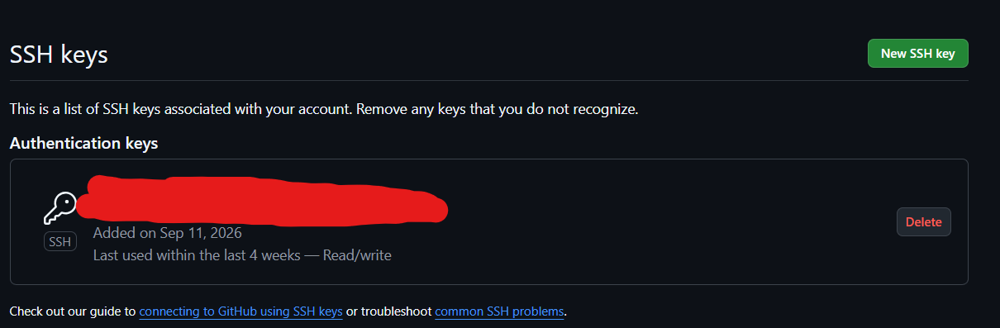 SSH keys
New SSH key
This is a list of SSH keys associated with your account. Remove any keys that you do not recognize.
Authentication keys
SSH
Added on Sep 11, 2026
Last used within the last 4 weeks — Read/write
Delete
Check out our guide to connecting to GitHub using SSH keys or troubleshoot common SSH problems.